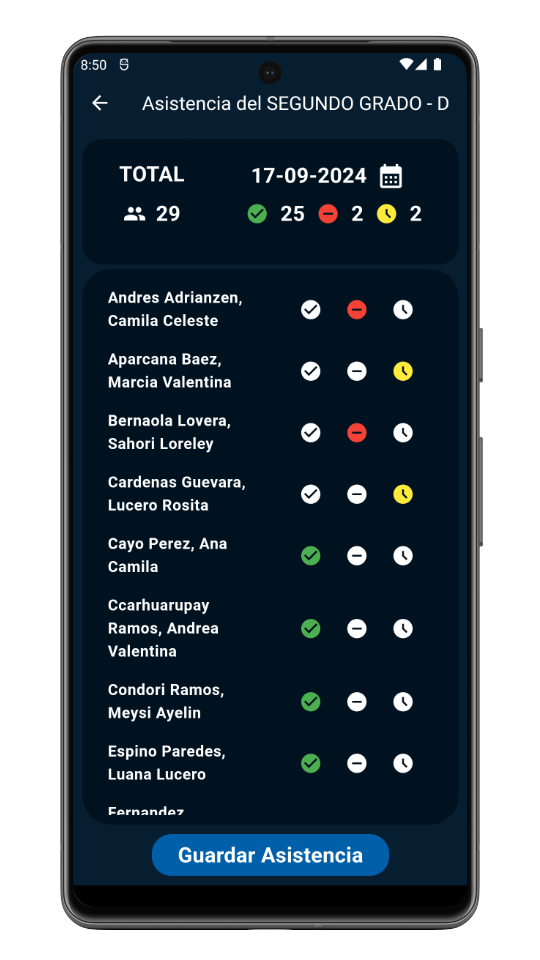 8:50
Asistencia del SEGUNDO GRADO - D
TOTAL
17-09-2024
29
25 2 2
Andres Adrianzen,
Camila Celeste
Aparcana Baez,
Marcia Valentina
Bernaola Lovera,
Sahori Loreley
Cardenas Guevara,
Lucero Rosita
Cayo Perez, Ana
Camila
Ccarhuarupay
Ramos, Andrea
Valentina
Condori Ramos,
Meysi Ayelin
Espino Paredes,
Luana Lucero
Fernandez
Guardar Asistencia